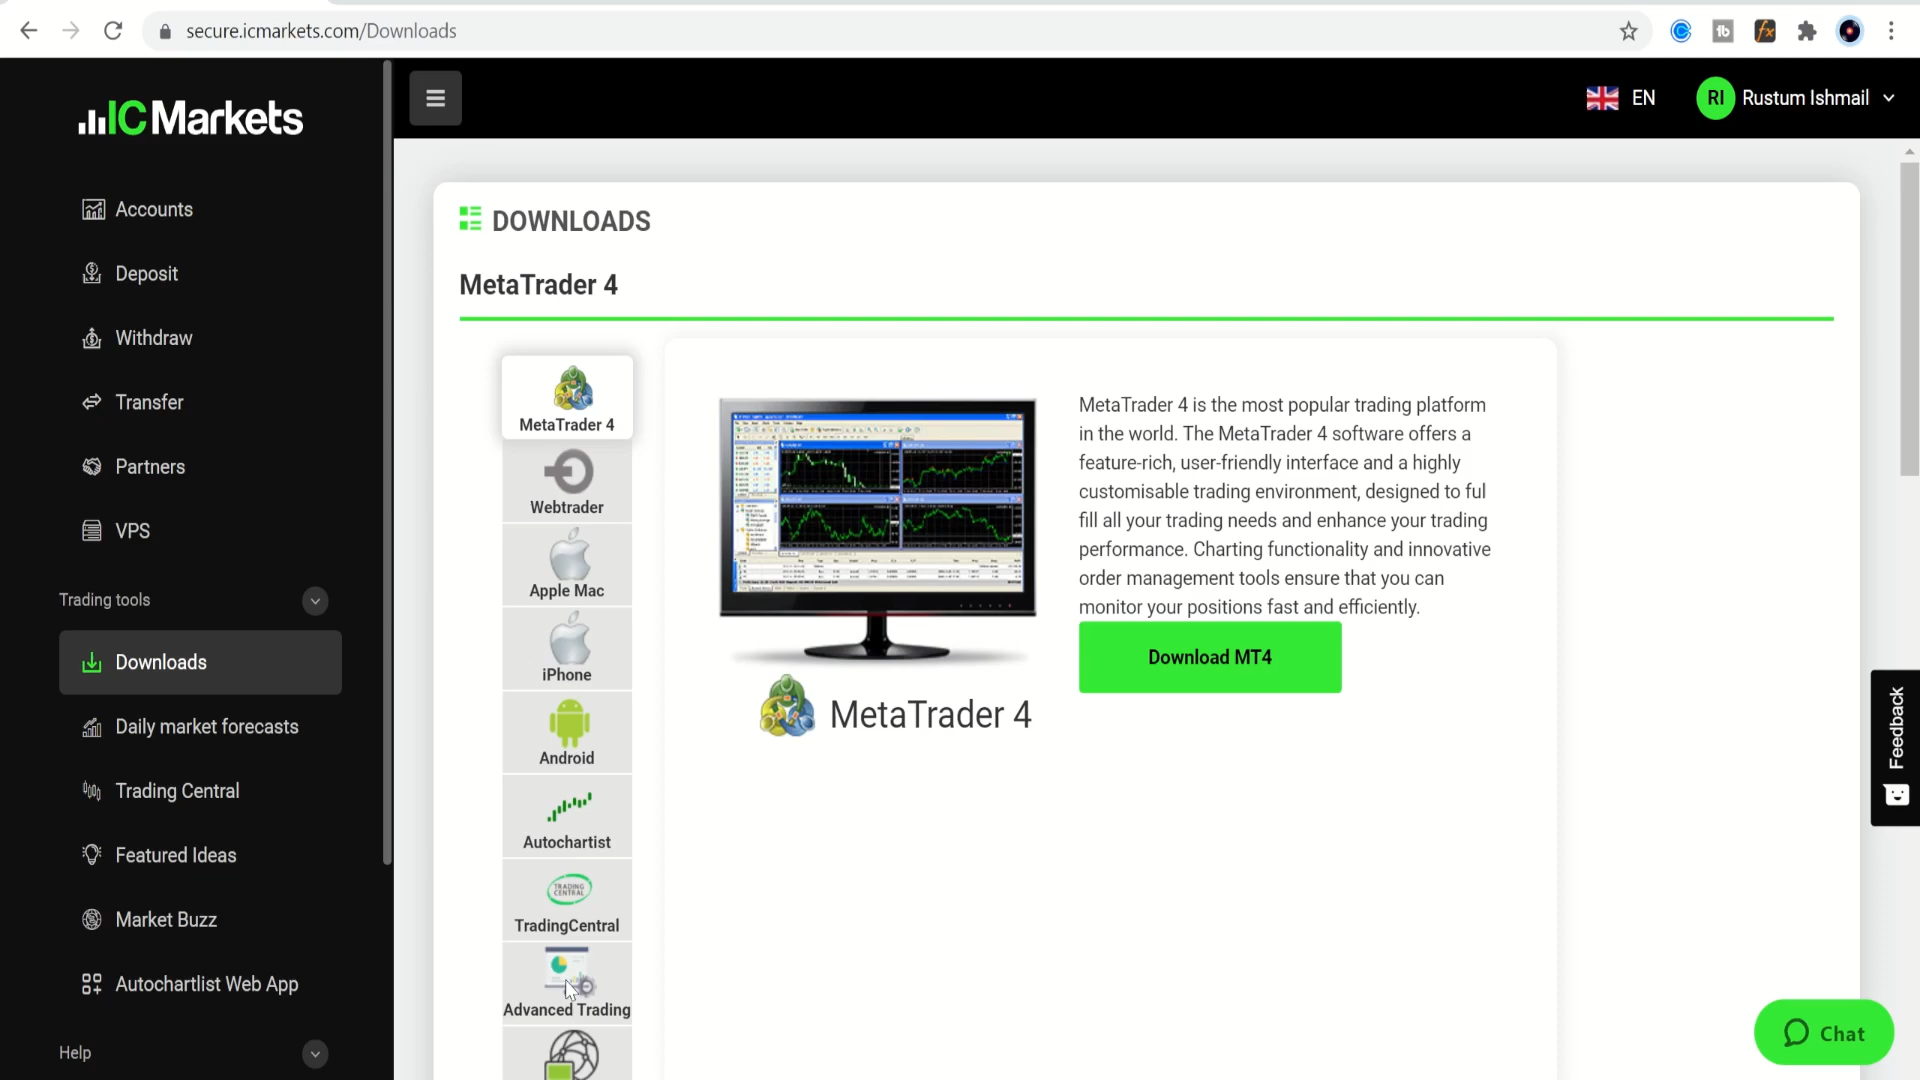 secure.icmarkets.com/Downloads
IC Markets
EN
RI
Rustum Ishmail
Accounts
Deposit
Withdraw
Transfer
Partners
VPS
Trading tools
Downloads
Daily market forecasts
Trading Central
Featured Ideas
Market Buzz
Autochartlist Web App
Help
DOWNLOADS
MetaTrader 4
MetaTrader 4
Webtrader
Apple Mac
iPhone
Android
Autochartist
TRADING
CENTRAL
TradingCentral
Advanced Trading
MetaTrader 4
MetaTrader 4 is the most popular trading platform
in the world. The MetaTrader 4 software offers a
feature-rich, user-friendly interface and a highly
customisable trading environment, designed to ful
fill all your trading needs and enhance your trading
performance. Charting functionality and innovative
order management tools ensure that you can
monitor your positions fast and efficiently.
Download MT4
Feedback
Chat